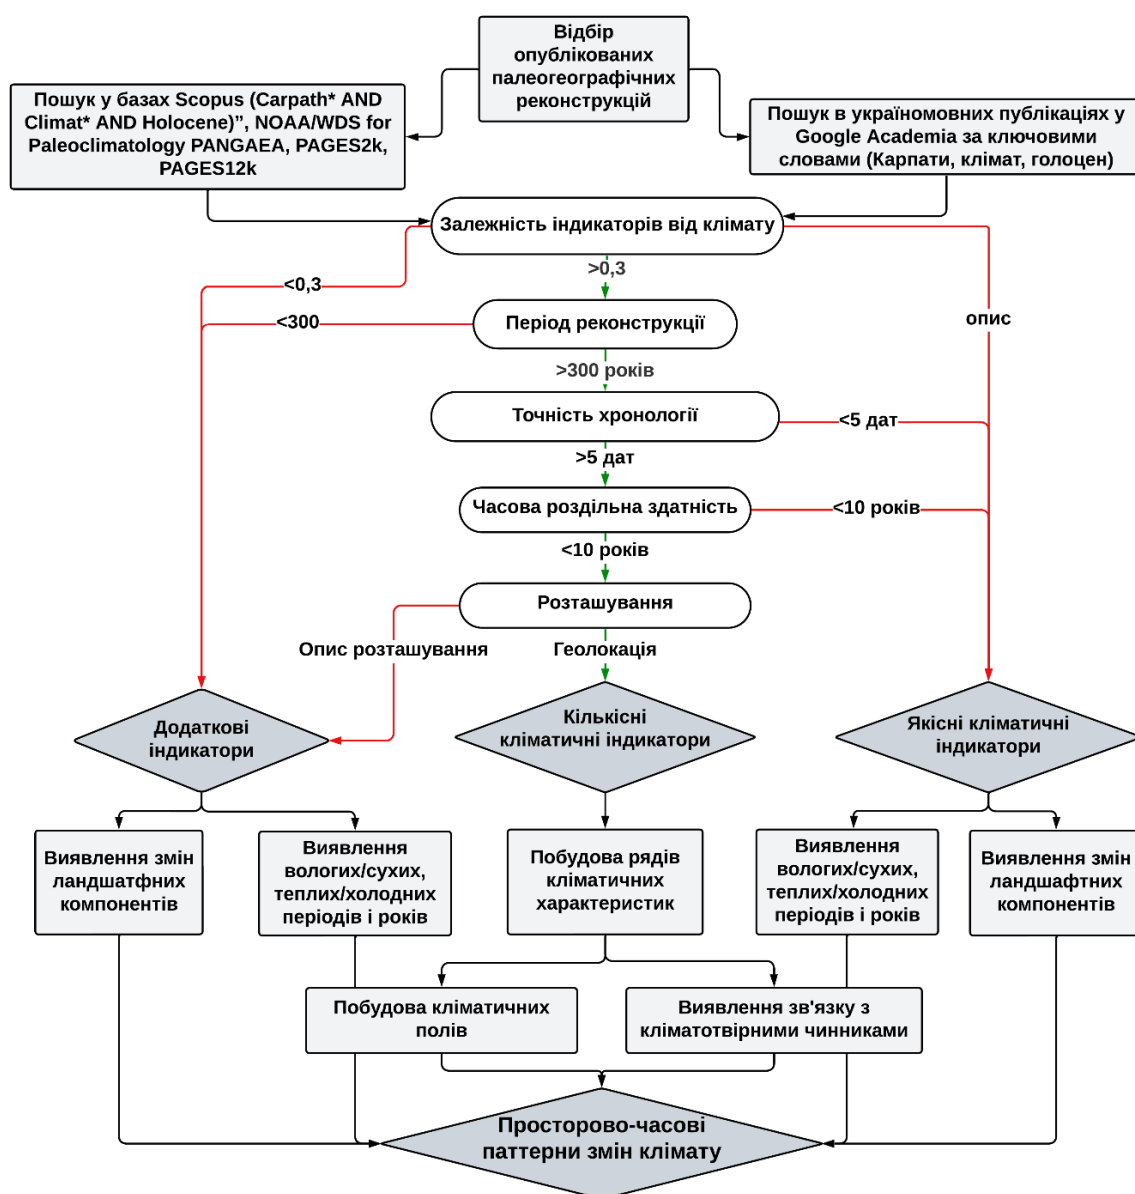 Відбір
опублікованих
палеогеографічних
реконструкцій
Пошук у базах Scopus (Carpath* AND
Climat* AND Holocene)”, NOAA/WDS for
Paleoclimatology PANGAEA, PAGES2k,
PAGES12k
Пошук в україномовних публікаціях у
Google Academia за ключовими
словами (Карпати, клімат, голоцен)
Залежність індикаторів від клімату
>0,3
<0,3
<300
Період реконструкції
опис
>300 років
Точність хронології
<5 дат
>5 дат
Часова роздільна здатність
<10 років
<10 років
Розташування
Опис розташування
Геолокація
Додаткові
індикатори
Кількісні
кліматичні індикатори
Якісні кліматичні
індикатори
Виявлення змін
ландшатфних
компонентів
Виявлення
вологих/сухих,
теплих/холодних
періодів і років
Побудова рядів
кліматичних
характеристик
Виявлення
вологих/сухих,
теплих/холодних
періодів і років
Виявлення змін
ландшафтних
компонентів
Побудова кліматичних
полів
Виявлення зв'язку з
кліматотвірними чинниками
Просторово-часові
паттерни змін клімату